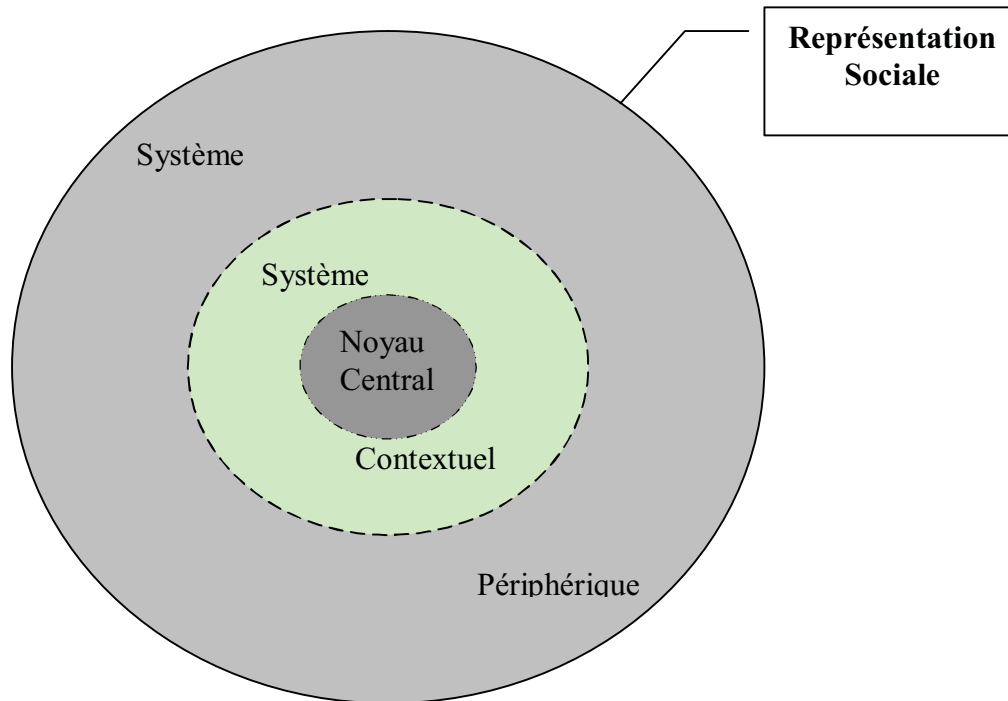 Représentation
Sociale
Système
Système
Noyau
Central
Contextuel
Périphérique